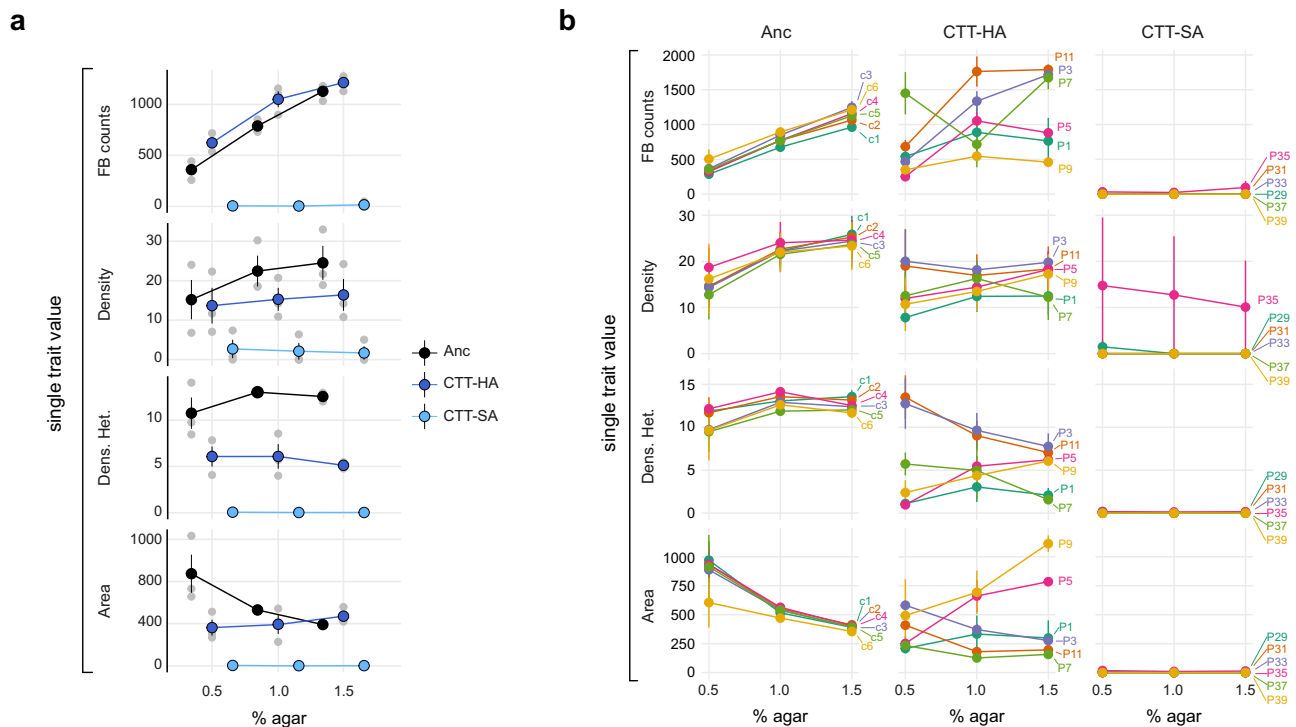 a
b
Anc
CTT-HA
CTT-SA
single trait value
FB counts
1000
500
0
Density
30
20
10
0
Dens. Het.
10
5
0
Area
1000
800
400
0
0.5
1.0
1.5
% agar
Anc
CTT-HA
CTT-SA
single trait value
FB counts
2000
1500
1000
500
0
c3
c6
c4
c5
c2
c1
P11
P3
P7
P5
P1
P9
P35
P31
P33
P29
P37
P39
Density
30
20
10
0
c1
c2
c4
c3
c5
c6
P3
P11
P5
P9
P1
P7
P35
P29
P31
P33
P37
P39
Dens. Het.
15
10
5
0
c1
c2
c4
c3
c5
c6
P3
P11
P5
P9
P1
P7
P29
P31
P33
P35
P37
P39
Area
1000
750
500
250
0
c1
c2
c4
c3
c5
c6
P9
P5
P1
P3
P11
P7
P29
P31
P33
P35
P37
P39
0.5
1.0
1.5
0.5
1.0
1.5
0.5
1.0
1.5
% agar
% agar
% agar